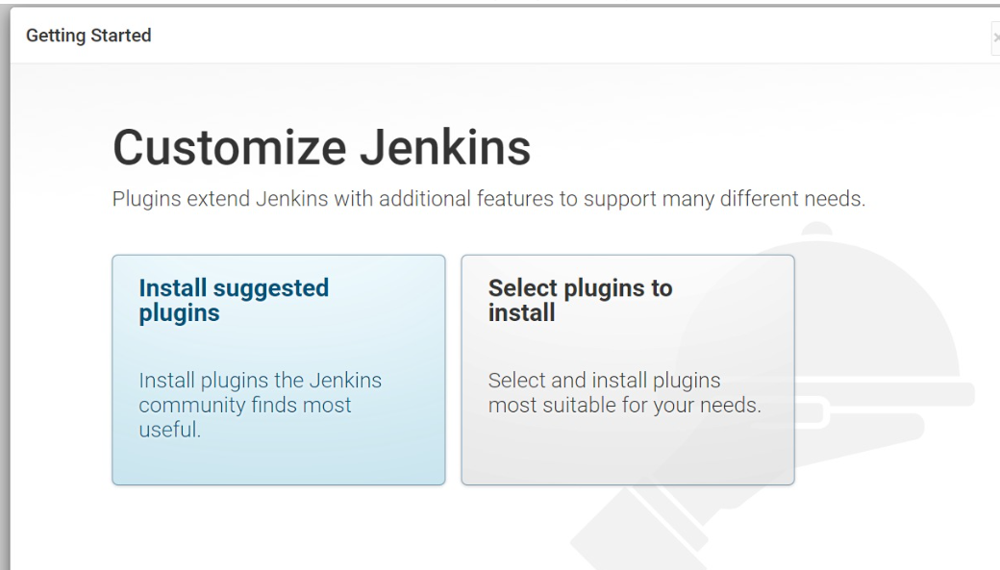 Getting Started
Customize Jenkins
Plugins extend Jenkins with additional features to support many different needs.
Install suggested
plugins
Install plugins the Jenkins
community finds most
useful.
Select plugins to
install
Select and install plugins
most suitable for your needs.